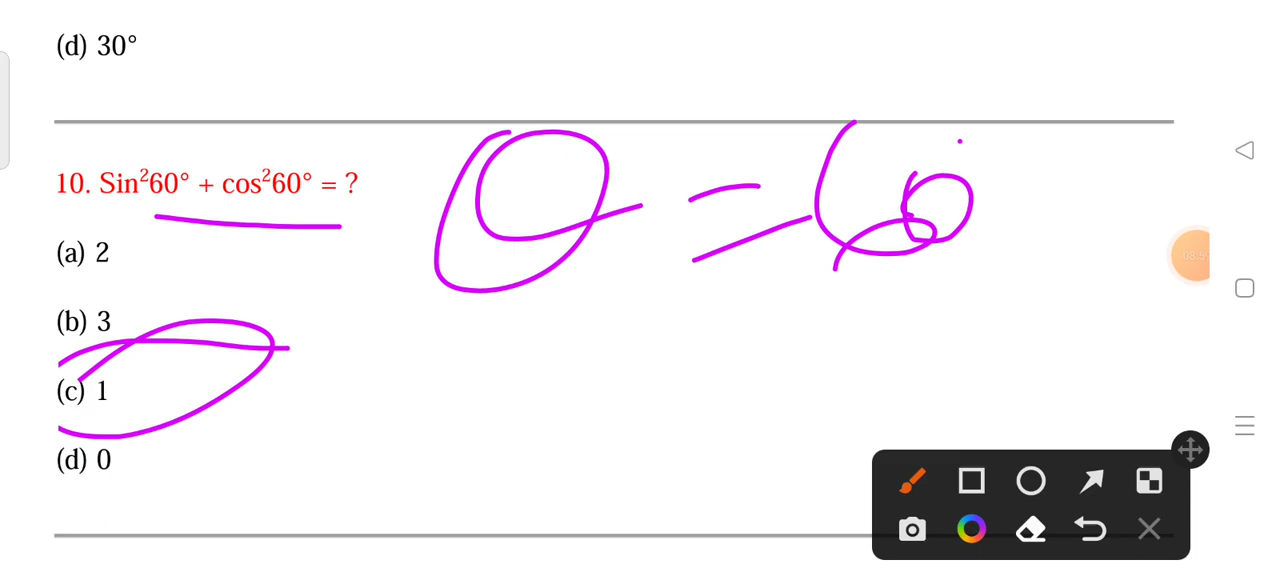 (d) 30°
10. Sin²60° + cos²60° = ?
θ = 60
(a) 2
(b) 3
(c) 1
(d) 0